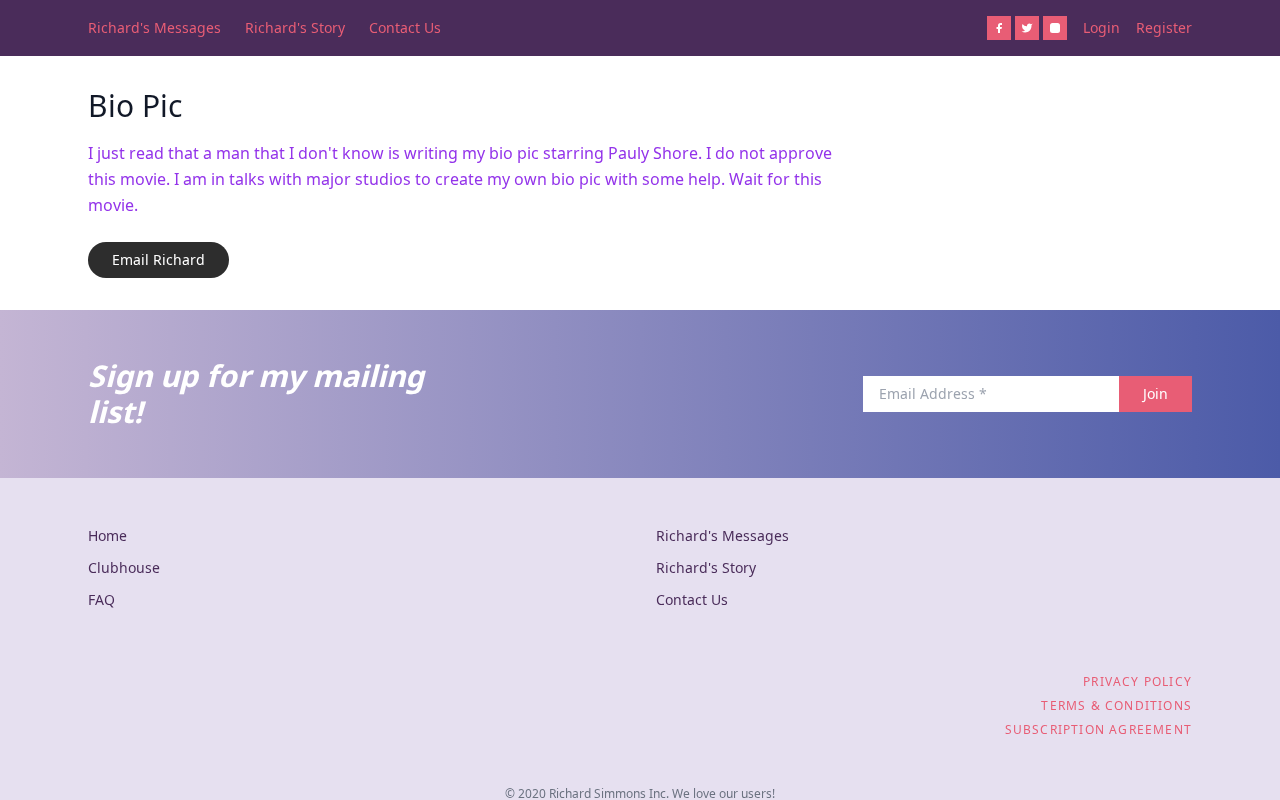 Richard's Messages Richard's Story Contact Us Login Register
Bio Pic
I just read that a man that I don't know is writing my bio pic starring Pauly Shore. I do not approve
this movie. I am in talks with major studios to create my own bio pic with some help. Wait for this
movie.
Email Richard
Sign up for my mailing
list!
Email Address *
Join
Home
Clubhouse
FAQ
Richard's Messages
Richard's Story
Contact Us
PRIVACY POLICY
TERMS & CONDITIONS
SUBSCRIPTION AGREEMENT
© 2020 Richard Simmons Inc. We love our users!